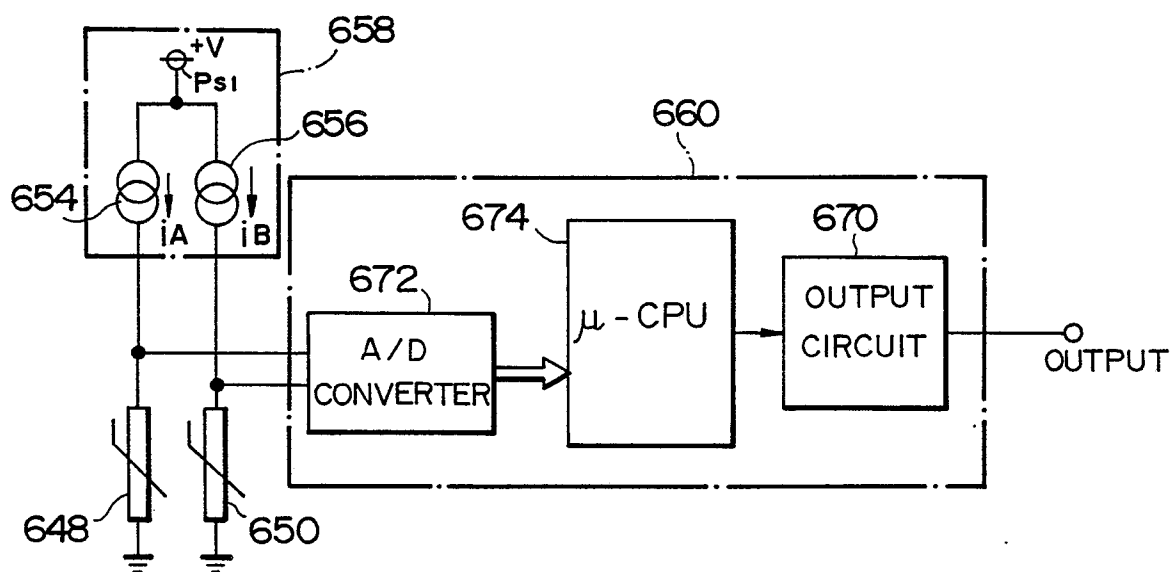 658
+V
Ps1
656
660
654
iA
iB
674
670
672
A/D
CONVERTER
μ-CPU
OUTPUT
CIRCUIT
OUTPUT
648
650